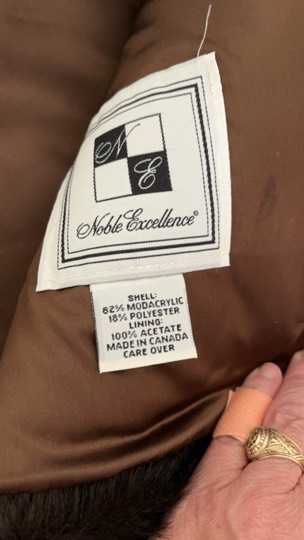 N
E
Noble Excellence®
SHELL:
82% MODACRYLIC
18% POLYESTER
LINING:
100% ACETATE
MADE IN CANADA
CARE OVER